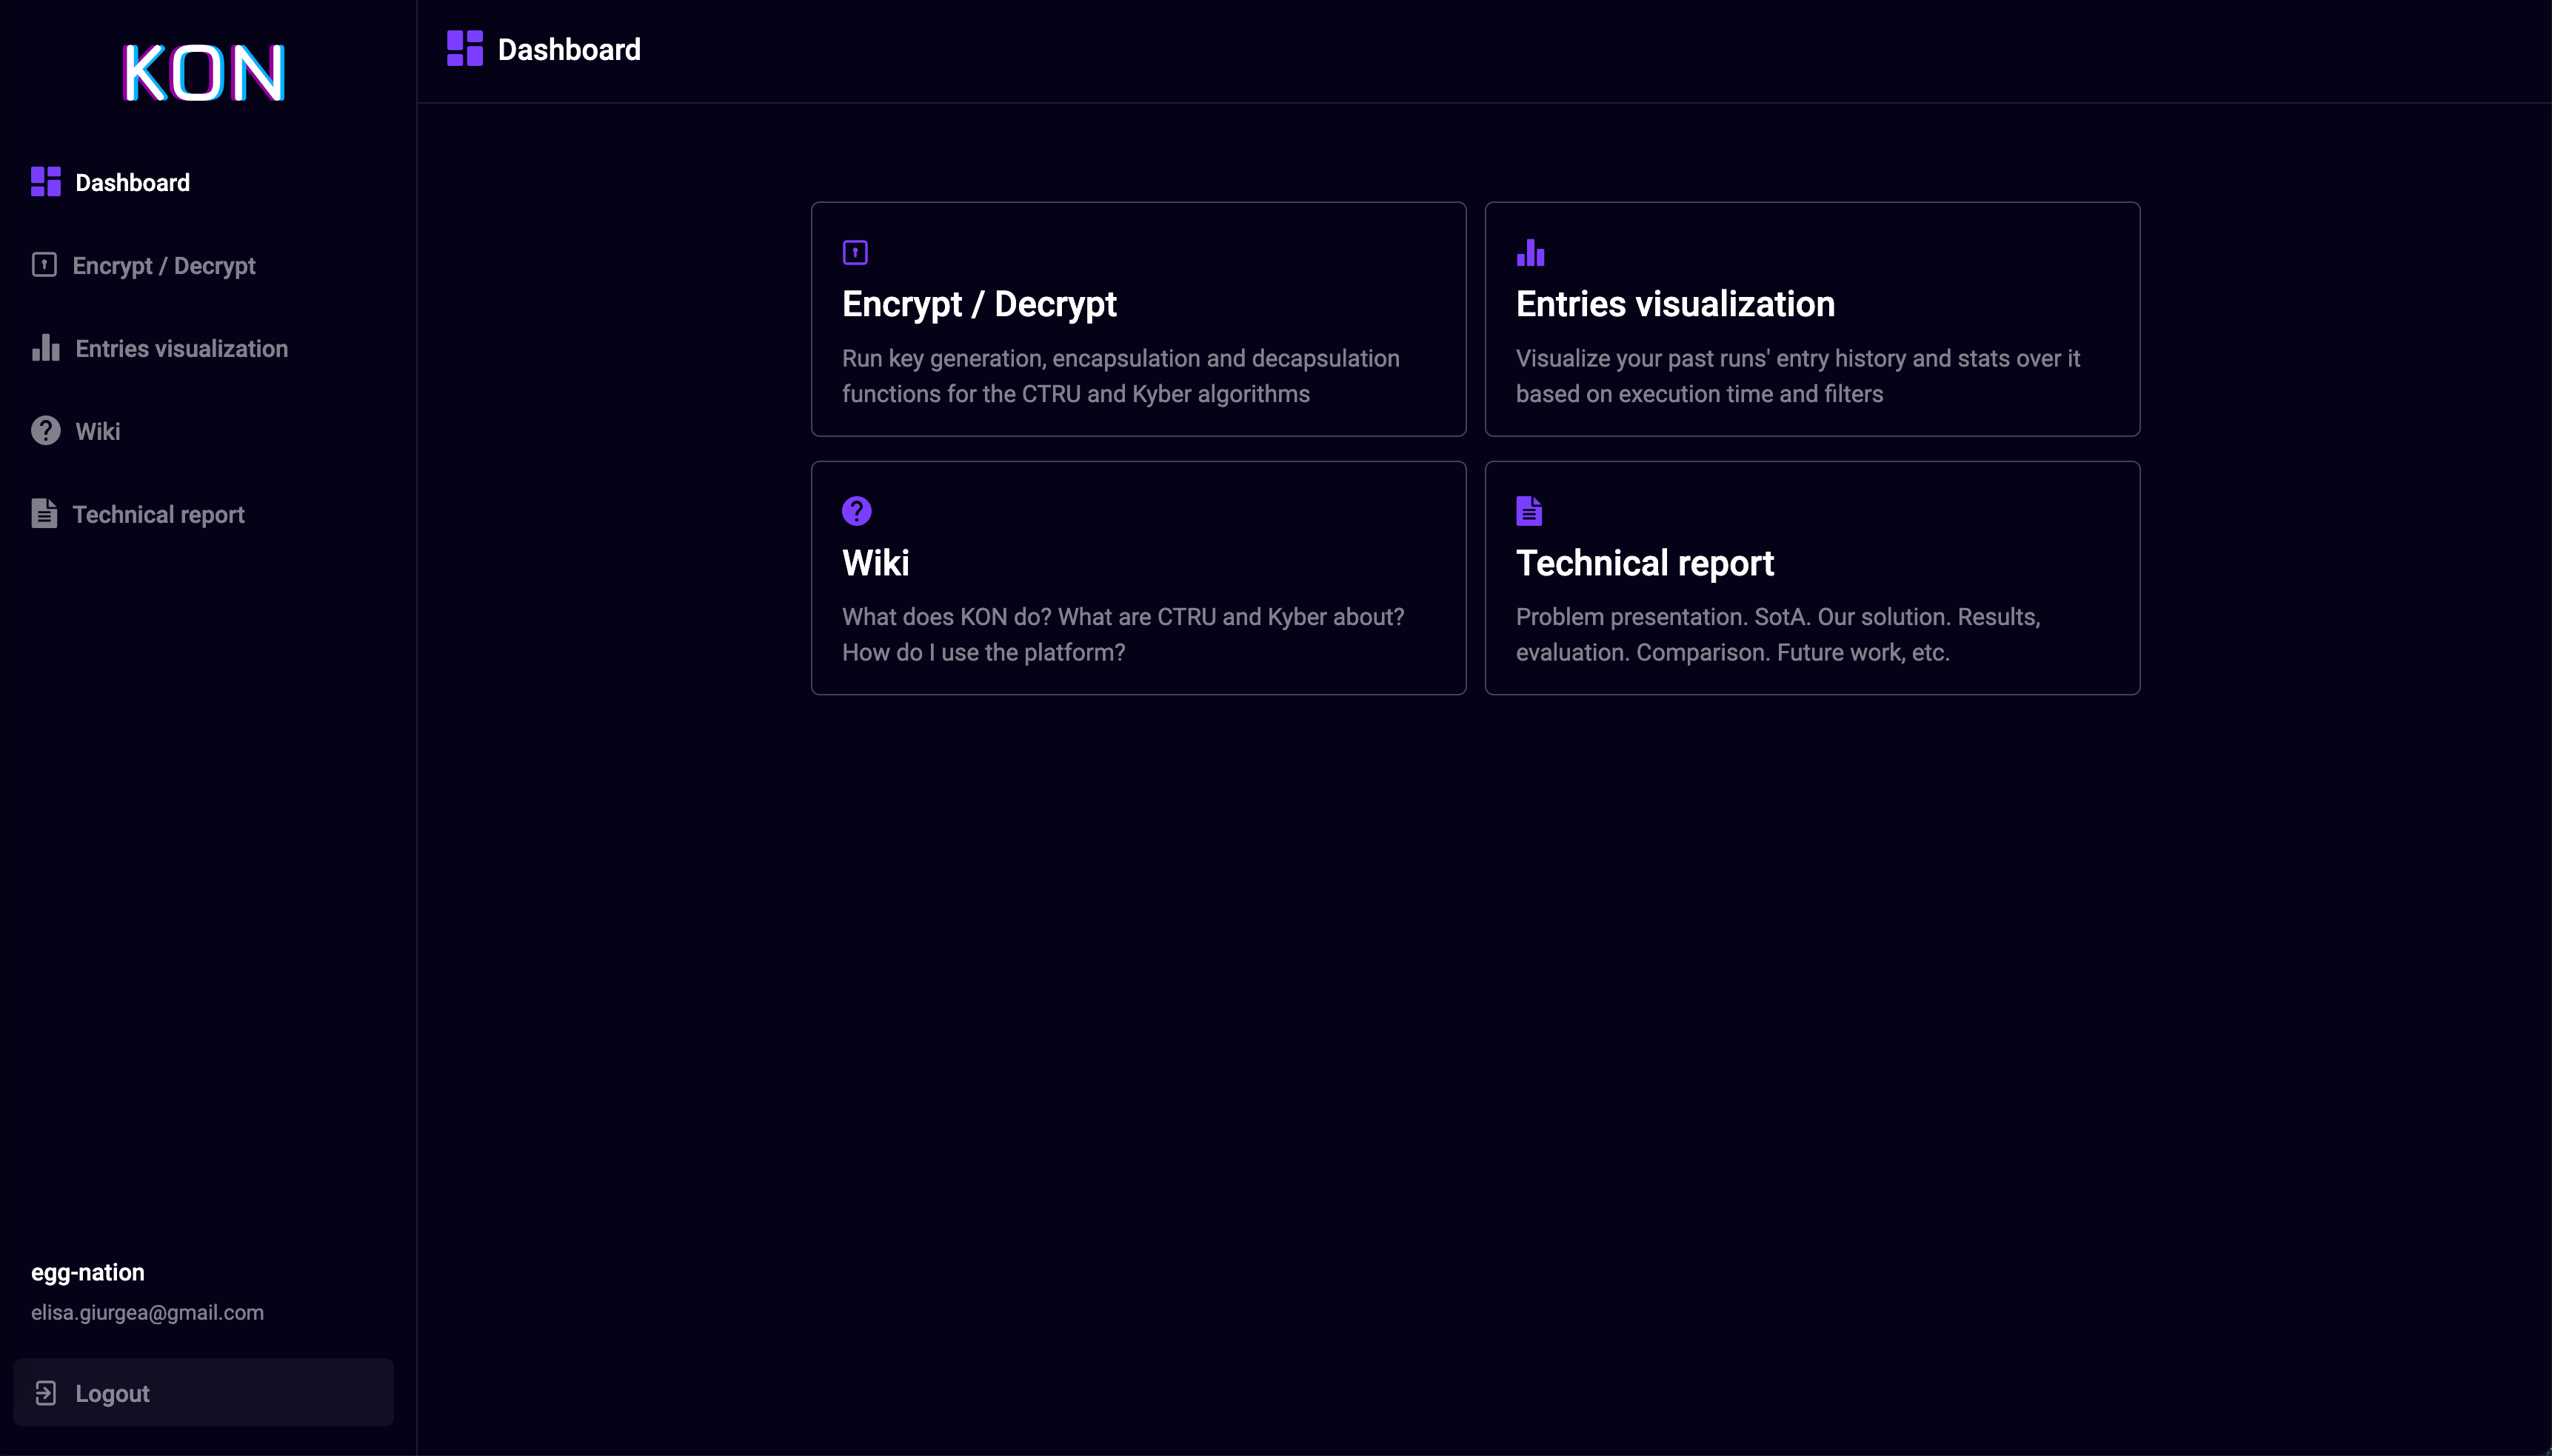 KON
Dashboard
Encrypt / Decrypt
Entries visualization
Wiki
Technical report
egg-nation
elisa.giurgea@gmail.com
Logout
Dashboard
Encrypt / Decrypt
Run key generation, encapsulation and decapsulation
functions for the CTRU and Kyber algorithms
Entries visualization
Visualize your past runs' entry history and stats over it
based on execution time and filters
Wiki
What does KON do? What are CTRU and Kyber about?
How do I use the platform?
Technical report
Problem presentation. SotA. Our solution. Results,
evaluation. Comparison. Future work, etc.